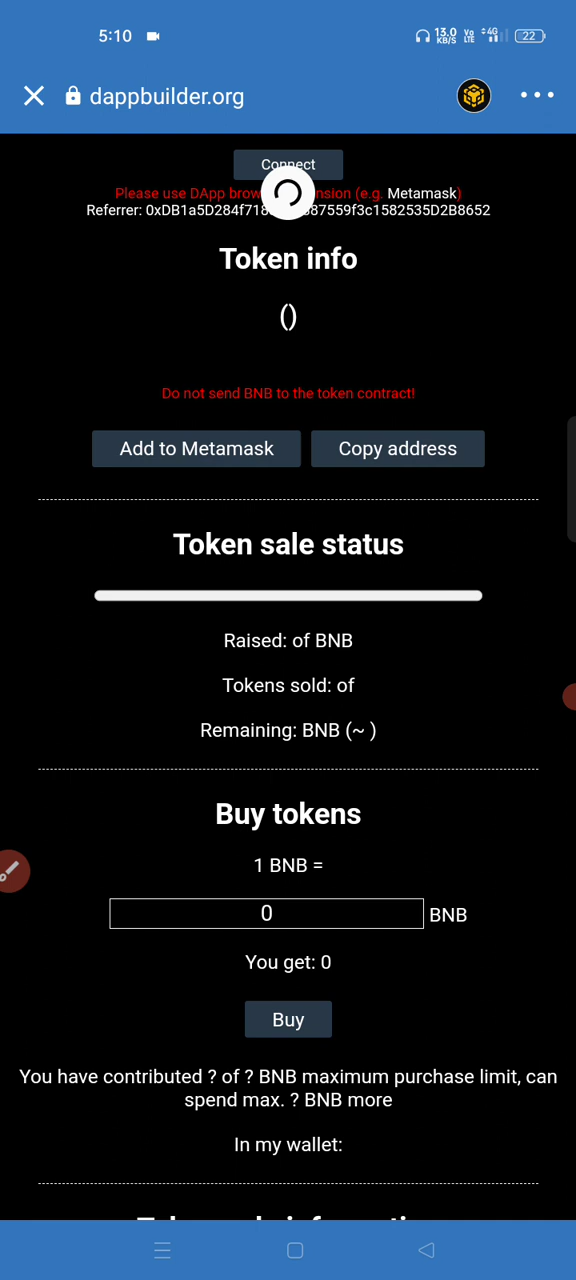 5:10
13.0 KB/S Vo LTE 4G 22
dappbuilder.org
Connect
Please use DApp brow nsion (e.g. Metamask)
Referrer: 0xDB1a5D284f718 87559f3c1582535D2B8652
Token info
()
Do not send BNB to the token contract!
Add to Metamask Copy address
Token sale status
Raised: of BNB
Tokens sold: of
Remaining: BNB (~ )
Buy tokens
1 BNB =
0 BNB
You get: 0
Buy
You have contributed ? of ? BNB maximum purchase limit, can
spend max. ? BNB more
In my wallet: